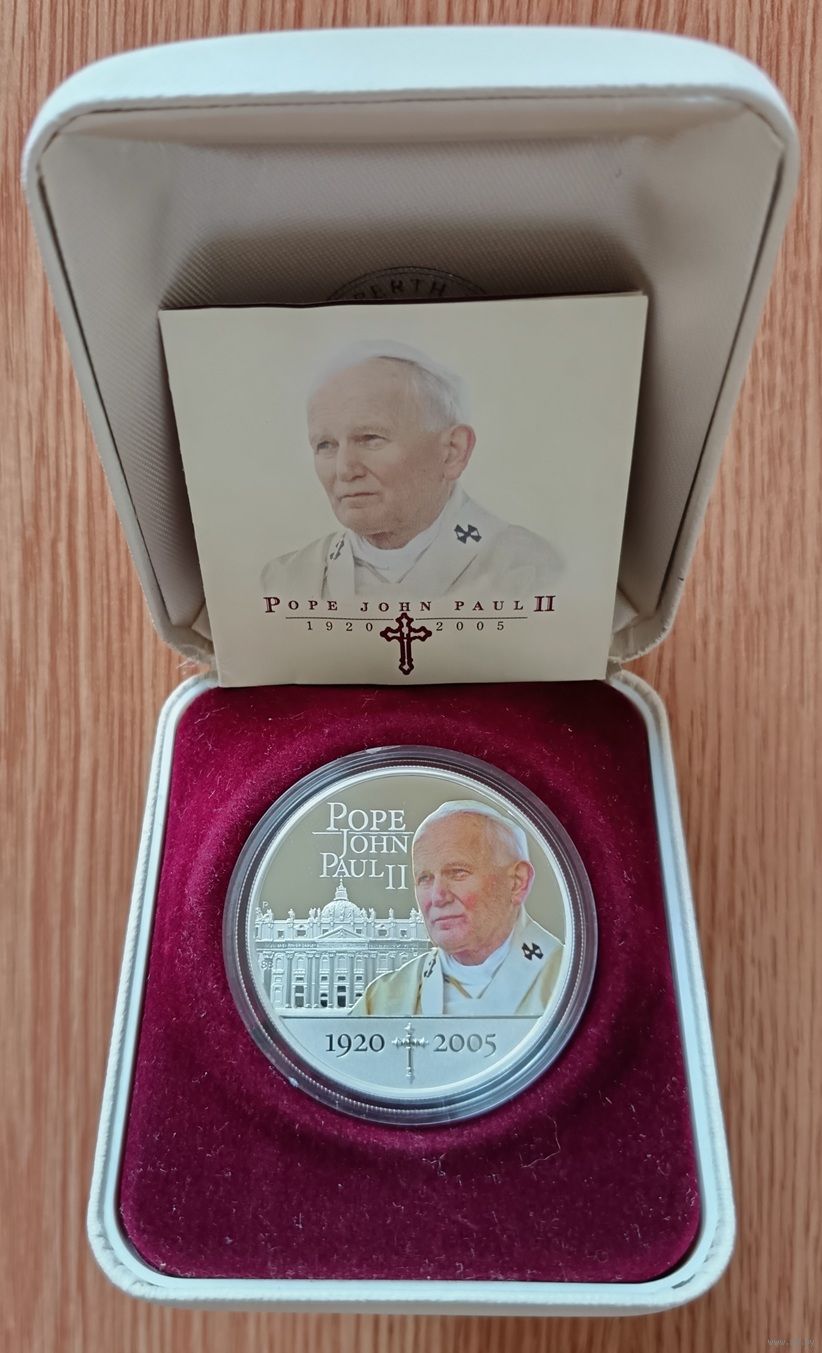 PERTH
POPE JOHN PAUL II
1920 2005
POPE
JOHN
PAUL II
1920 2005